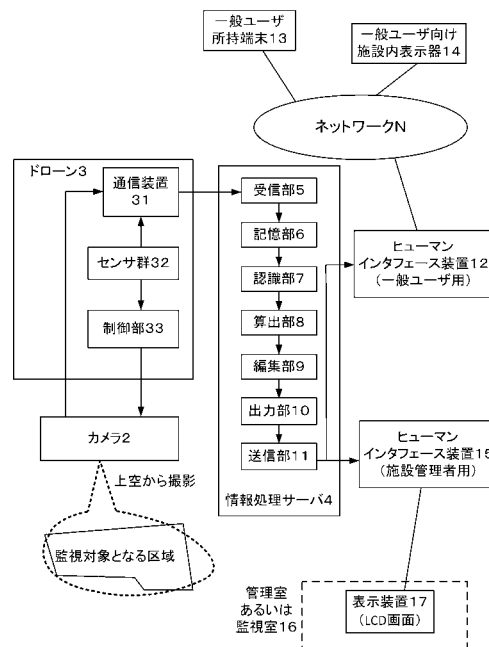 一般ユーザ
所持端末13
一般ユーザ向け
施設内表示器14
ネットワークN
ドローン3
通信装置
31
センサ群32
制御部33
カメラ2
上空から撮影
監視対象となる区域
受信部5
記憶部6
認識部7
算出部8
編集部9
出力部10
送信部11
情報処理サーバ4
ヒューマン
インタフェース装置12
(一般ユーザ用)
ヒューマン
インタフェース装置15
(施設管理者用)
管理室
あるいは
監視室16
表示装置17
(LCD画面)